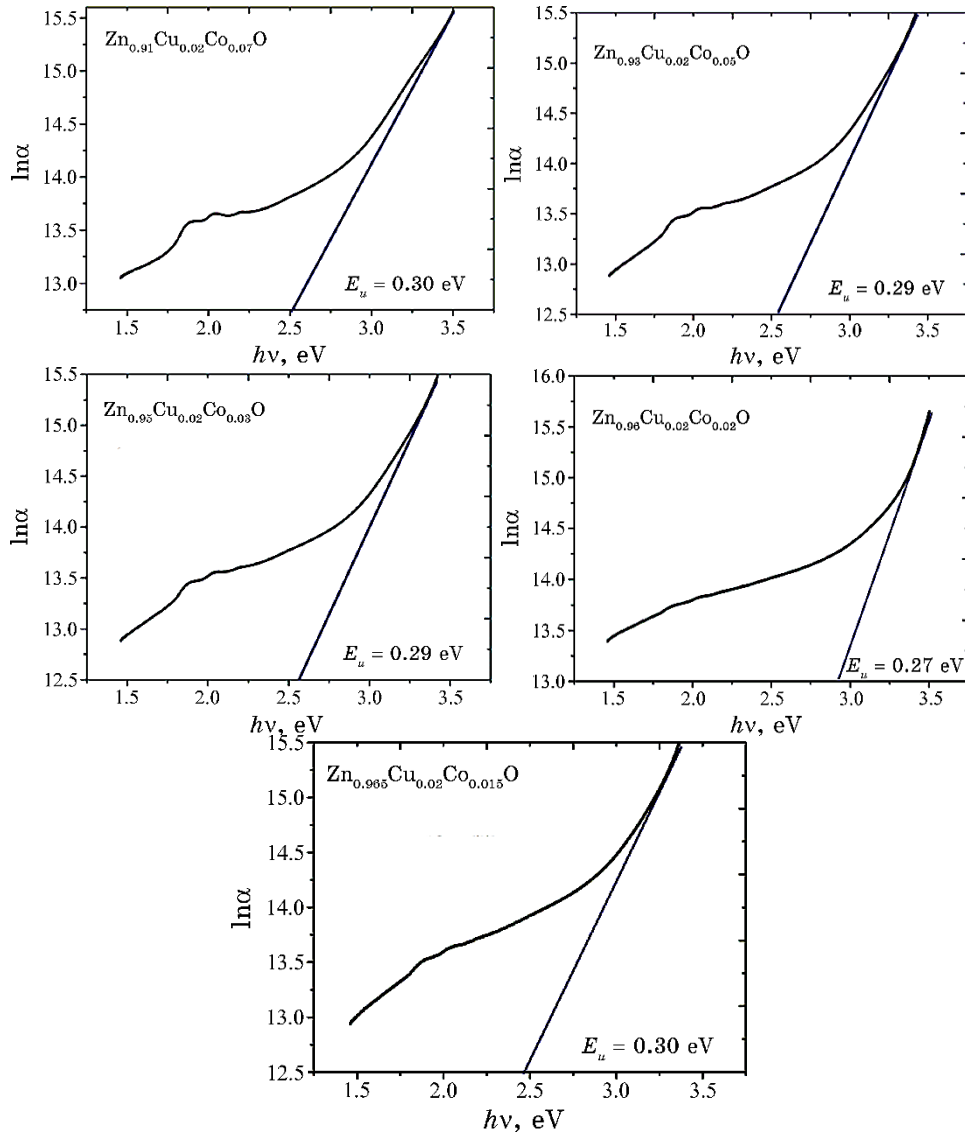 15.5
15.0
14.5
14.0
13.5
13.0
lnα
Zn0.91Cu0.02Co0.07O
Eu = 0.30 eV
1.5 2.0 2.5 3.0 3.5
hν, eV
15.5
15.0
14.5
14.0
13.5
13.0
12.5
lnα
Zn0.93Cu0.02Co0.05O
Eu = 0.29 eV
1.5 2.0 2.5 3.0 3.5
hν, eV
15.5
15.0
14.5
14.0
13.5
13.0
12.5
lnα
Zn0.95Cu0.02Co0.03O
Eu = 0.29 eV
1.5 2.0 2.5 3.0 3.5
hν, eV
16.0
15.5
15.0
14.5
14.0
13.5
13.0
lnα
Zn0.96Cu0.02Co0.02O
Eu = 0.27 eV
1.5 2.0 2.5 3.0 3.5
hν, eV
15.5
15.0
14.5
14.0
13.5
13.0
12.5
lnα
Zn0.965Cu0.02Co0.015O
Eu = 0.30 eV
1.5 2.0 2.5 3.0 3.5
hν, eV